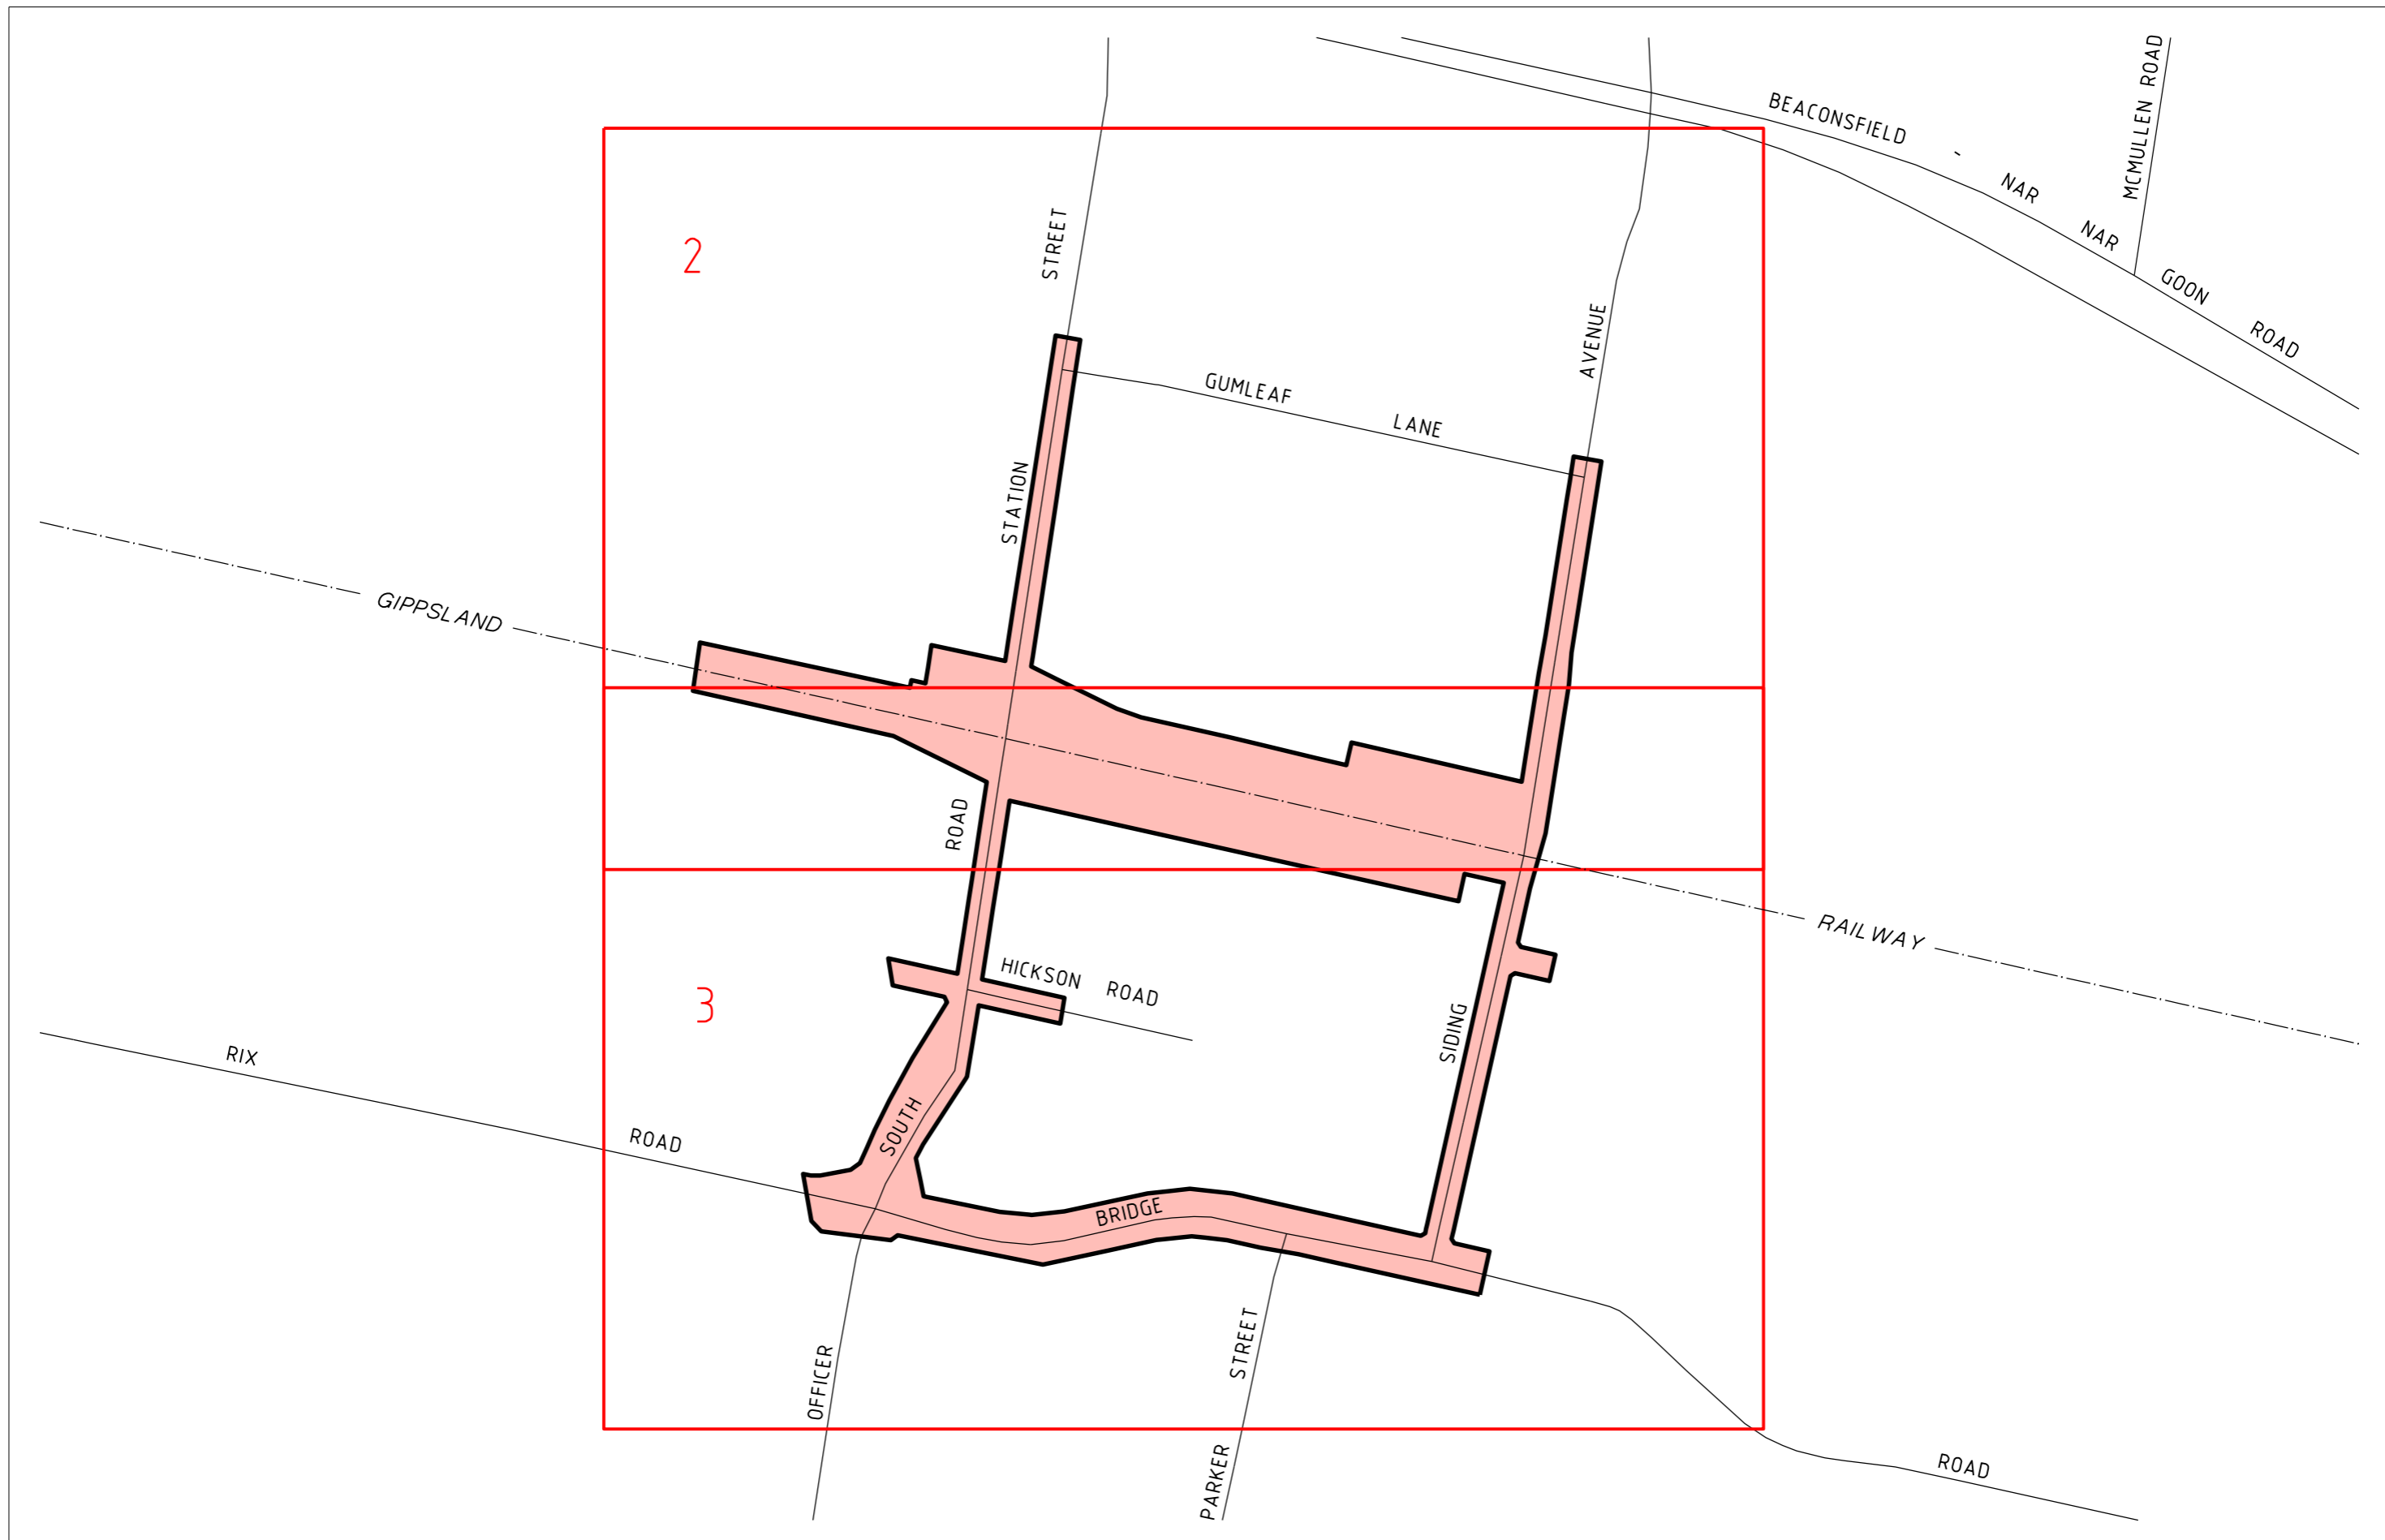 BEACONSFIELD - NAR NAR GOON ROAD
MCMULLEN ROAD
2
STATION STREET
SIDING AVENUE
GUMLEAF LANE
GIPPSLAND RAILWAY
3
OFFICER SOUTH ROAD
HICKSON ROAD
RIX ROAD
BRIDGE ROAD
PARKER STREET